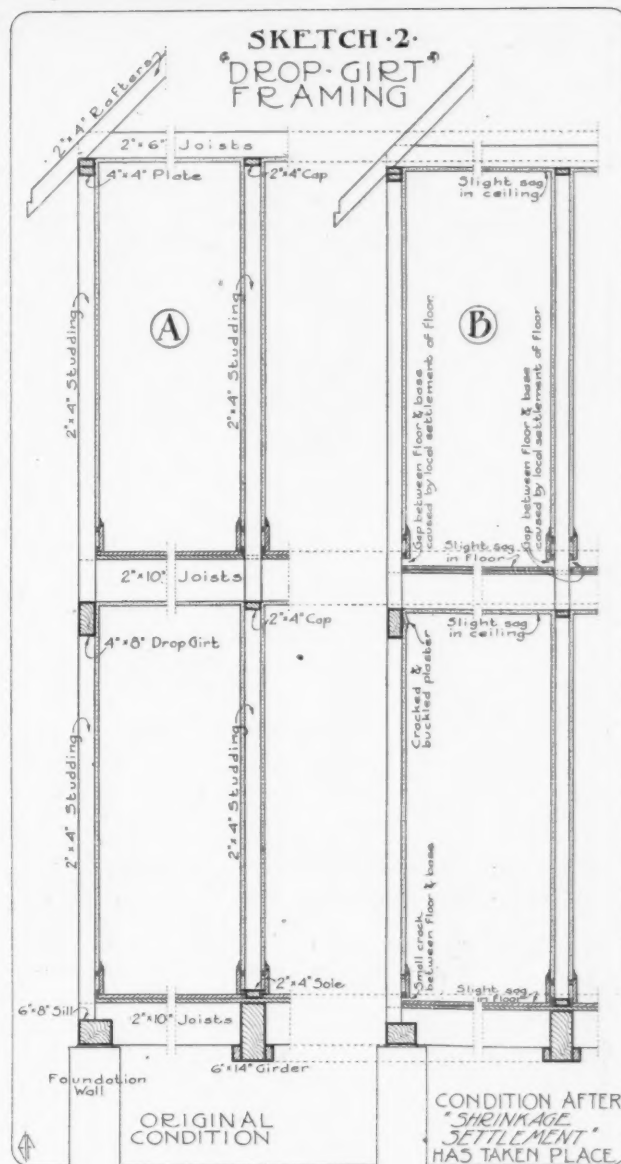 SKETCH ·2·
"DROP-GIRT"
FRAMING
2"x4" Rafters
2"x6" Joists
4"x4" Plate
2"x4" Cap
A
2"x4" Studding
2"x4" Studding
2"x10" Joists
4"x8" Drop Girt
2"x4" Cap
2"x4" Studding
2"x4" Studding
2"x4" Sole
6"x8" Sill
2"x10" Joists
6"x14" Girder
Foundation
Wall
ORIGINAL
CONDITION
Slight sag
in ceiling
B
Gap between floor & base
caused by local settlement of floor
Gap between floor & base
caused by local settlement of floor
Slight sag
in floor
Slight sag
in ceiling
Cracked &
buckled plaster
Small crack
between floor & base
Slight sag
in floor
CONDITION AFTER
"SHRINKAGE
SETTLEMENT"
HAS TAKEN PLACE